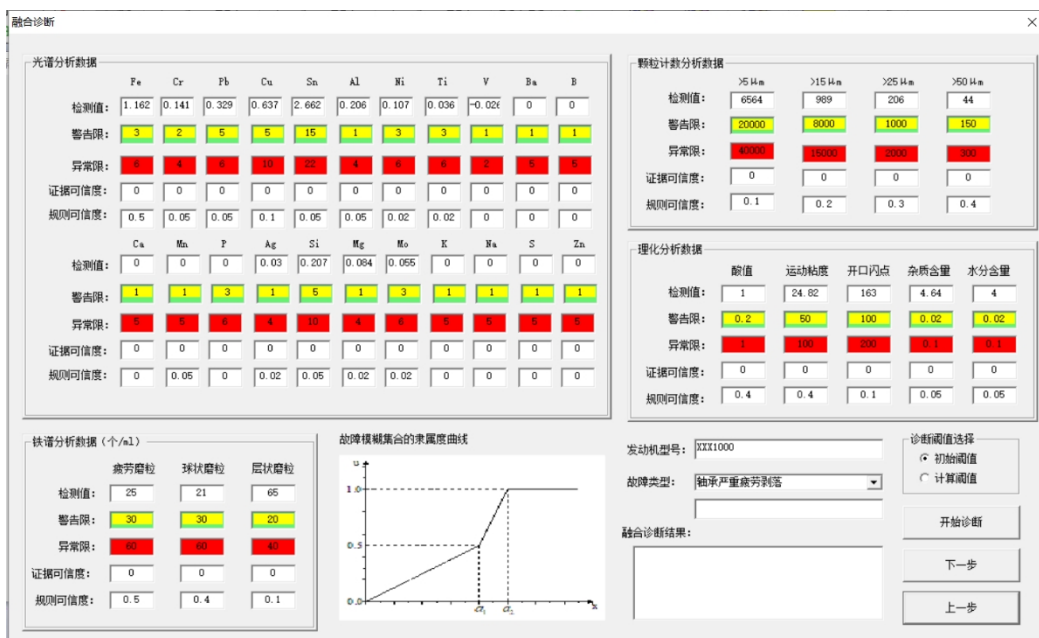 融合诊断
光谱分析数据
Fe Cr Pb Cu Sn Al Ni Ti V Ba B
检测值: 1.162 0.141 0.329 0.637 2.662 0.206 0.107 0.036 -0.026 0 0
警告限: 3 2 5 5 15 1 3 3 1 1 1
异常限: 6 4 6 10 22 4 6 6 2 5 5
证据可信度: 0 0 0 0 0 0 0 0 0 0 0
规则可信度: 0.5 0.05 0.05 0.1 0.05 0.05 0.02 0.02 0 0 0
Ca Mn P Ag Si Mg Mo K Na S Zn
检测值: 0 0 0 0.03 0.207 0.084 0.055 0 0 0 0
警告限: 1 1 3 1 5 1 3 1 1 1 1
异常限: 5 5 6 4 10 4 6 5 5 5 5
证据可信度: 0 0 0 0 0 0 0 0 0 0 0
规则可信度: 0 0.05 0 0.02 0.05 0.02 0.02 0 0 0 0
颗粒计数分析数据
>5μm >15μm >25μm >50μm
检测值: 6564 989 206 44
警告限: 20000 8000 1000 150
异常限: 40000 15000 2000 300
证据可信度: 0 0 0 0
规则可信度: 0.1 0.2 0.3 0.4
理化分析数据
酸值 运动粘度 开口闪点 杂质含量 水分含量
检测值: 1 24.82 163 4.64 4
警告限: 0.2 50 100 0.02 0.02
异常限: 1 100 200 0.1 0.1
证据可信度: 0 0 0 0 0
规则可信度: 0.4 0.4 0.1 0.05 0.05
铁谱分析数据(个/ml)
疲劳磨粒 球状磨粒 层状磨粒
检测值: 25 21 65
警告限: 30 30 20
异常限: 60 60 40
证据可信度: 0 0 0
规则可信度: 0.5 0.4 0.1
故障模糊集合的隶属度曲线
u
1.0
0.5
0.0
a₁ a₂ x
发动机型号: XXX1000
故障类型: 轴承严重疲劳剥落
融合诊断结果:
诊断阈值选择
初始阈值
计算阈值
开始诊断
下一步
上一步